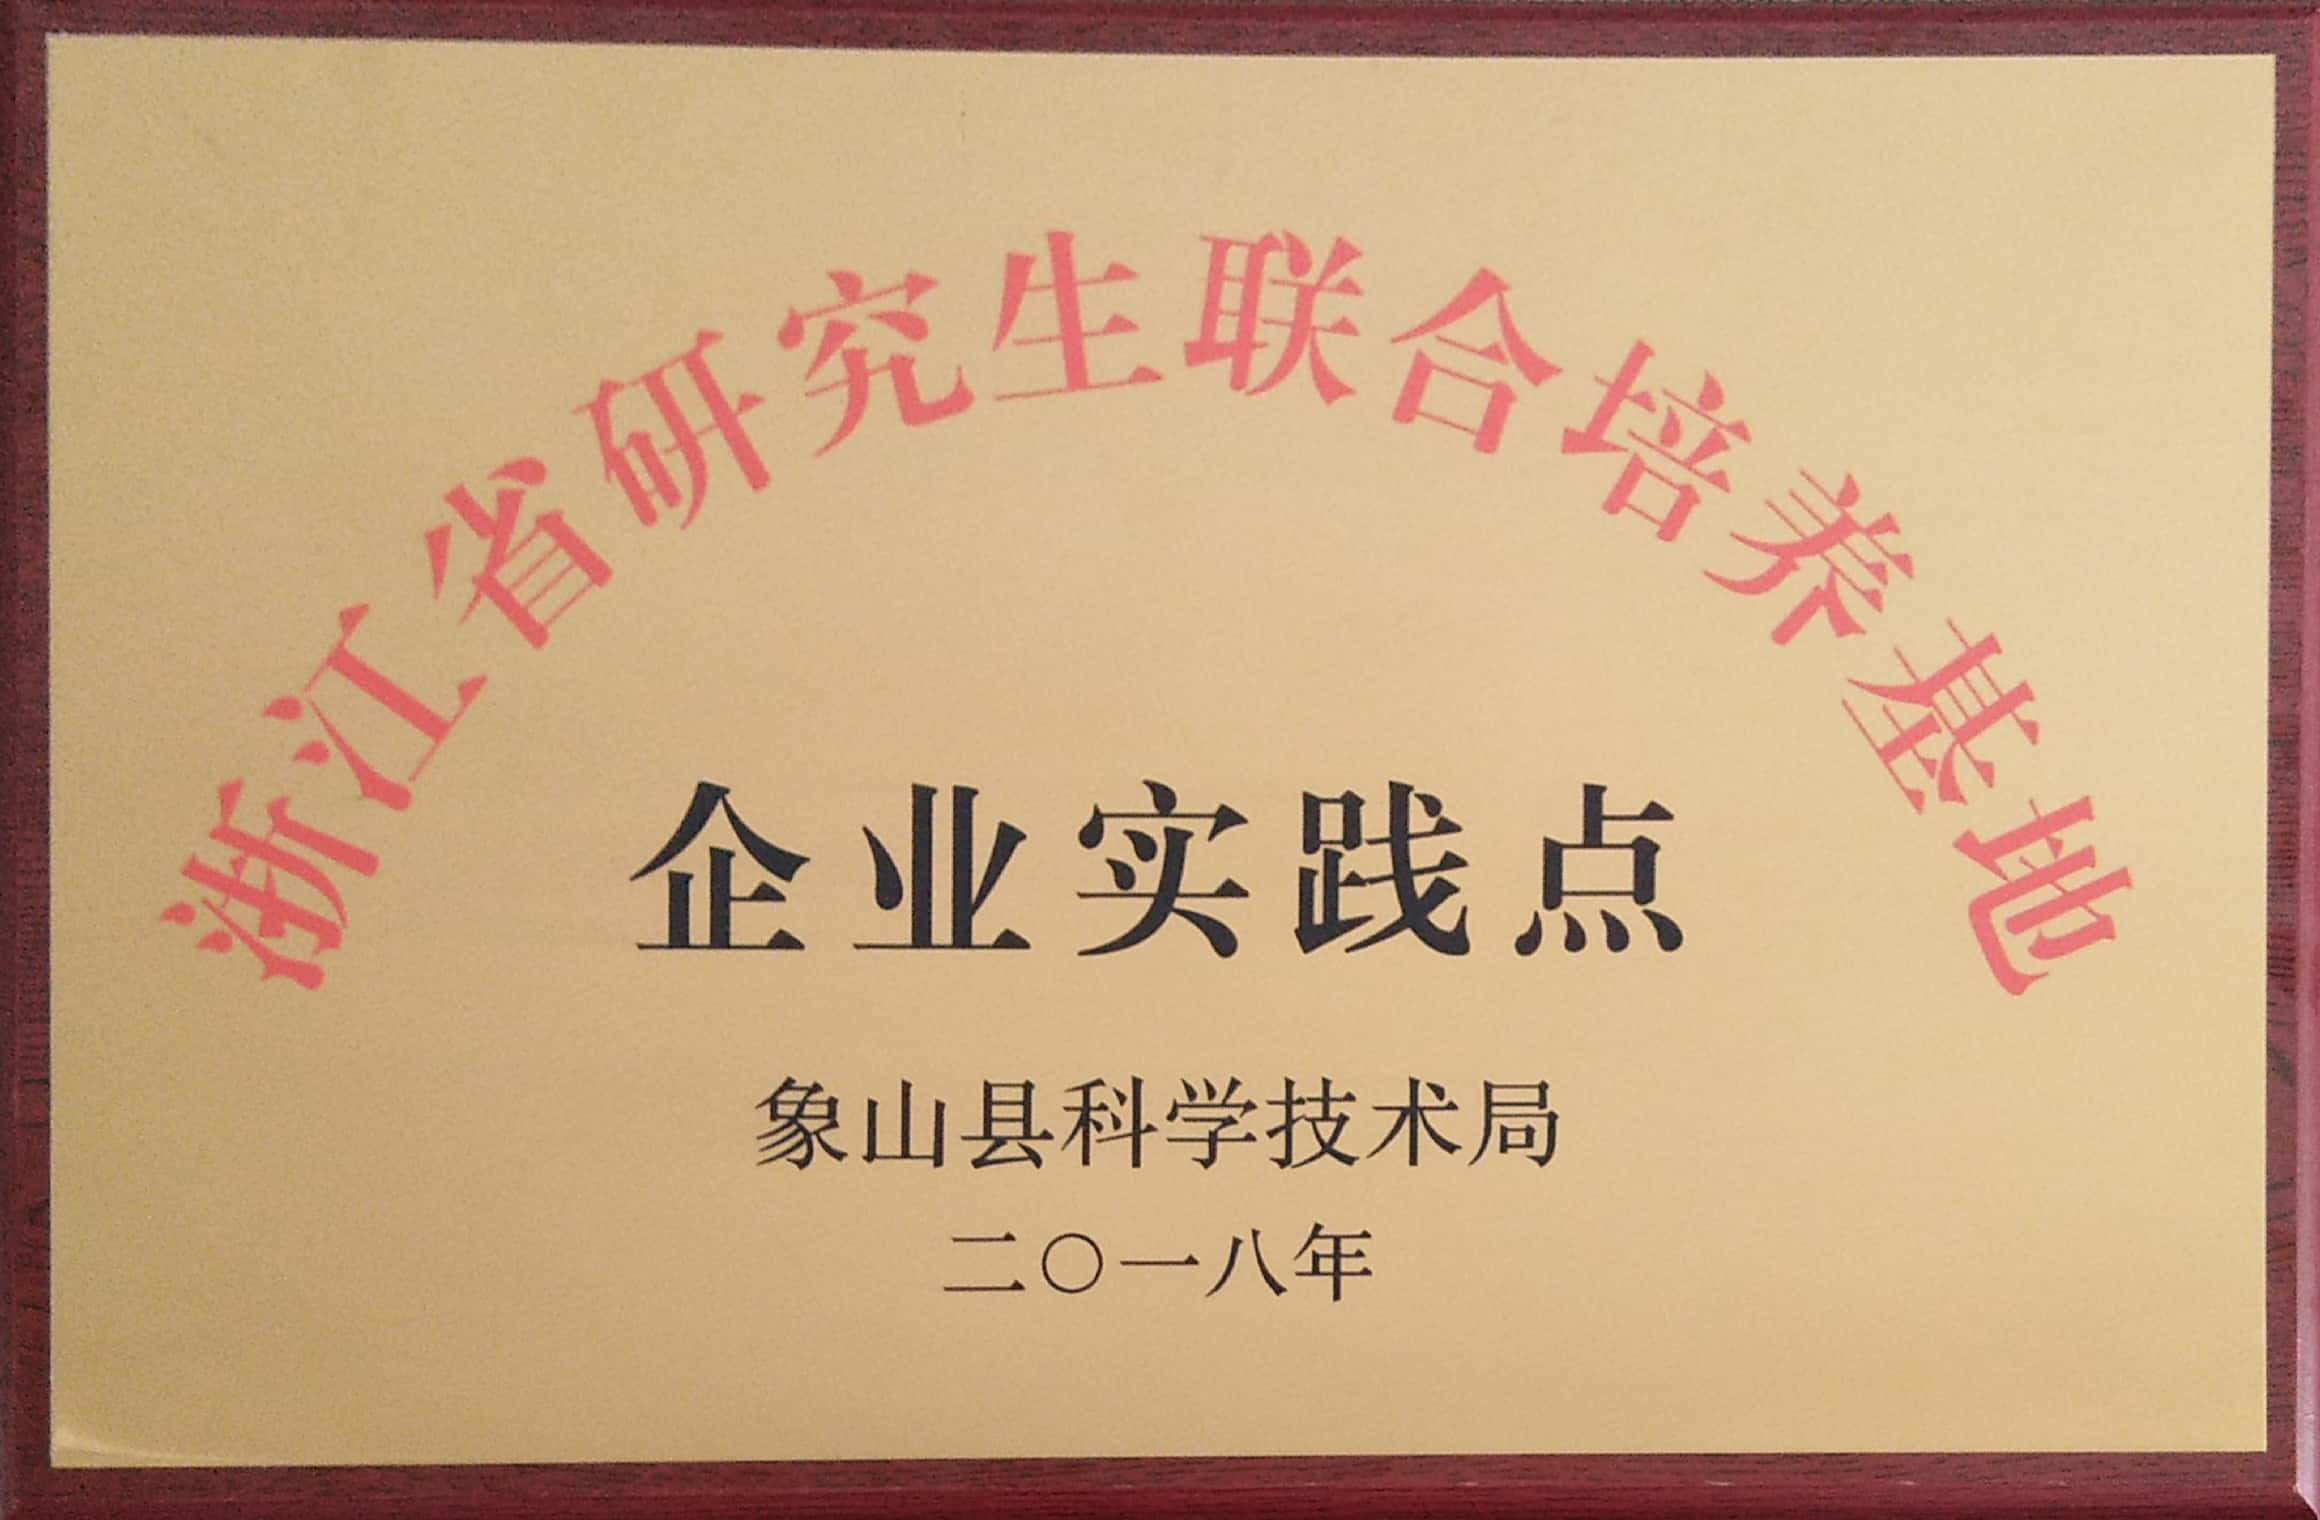 浙江省研究生联合培养基地
企业实践点
象山县科学技术局
二〇一八年